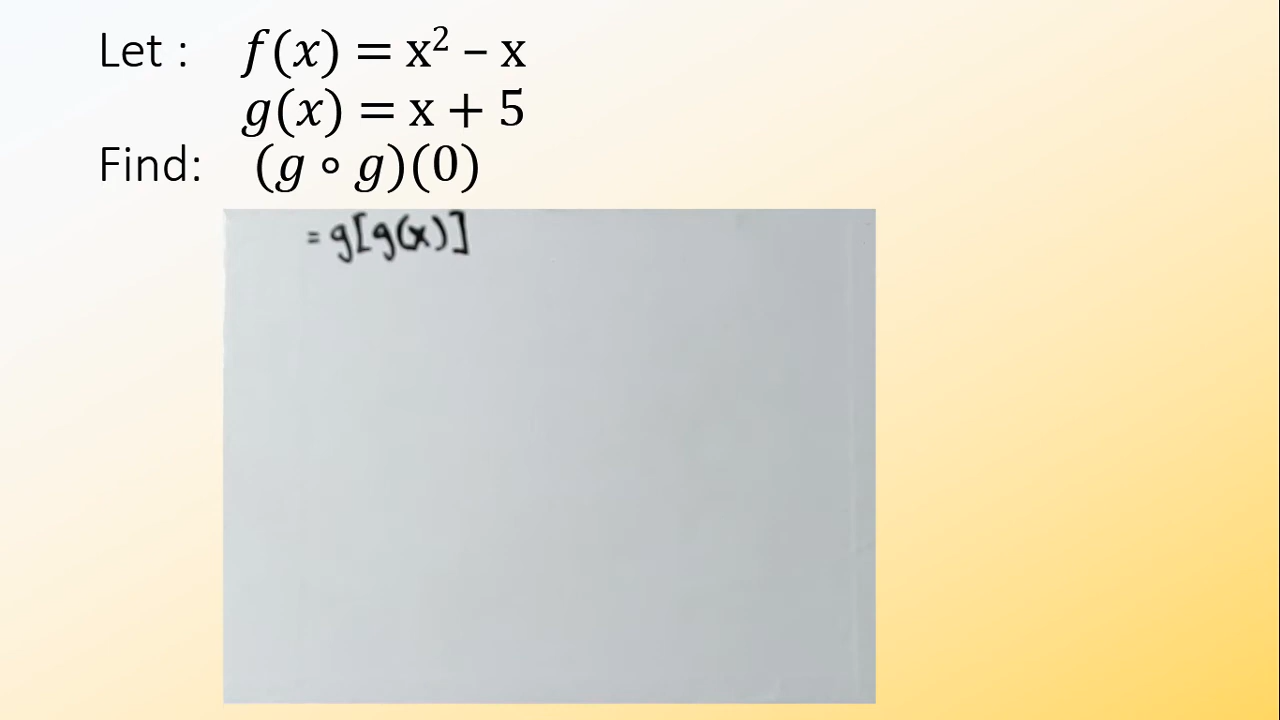 Let : f(x) = x² – x
g(x) = x + 5
Find: (g ∘ g)(0)
= g[g(x)]